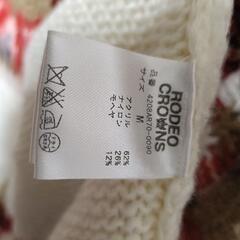 RODEO
CROWNS
品番 4208AR70-0090
サイズ M
アクリル 62%
ナイロン 26%
モヘヤ 12%